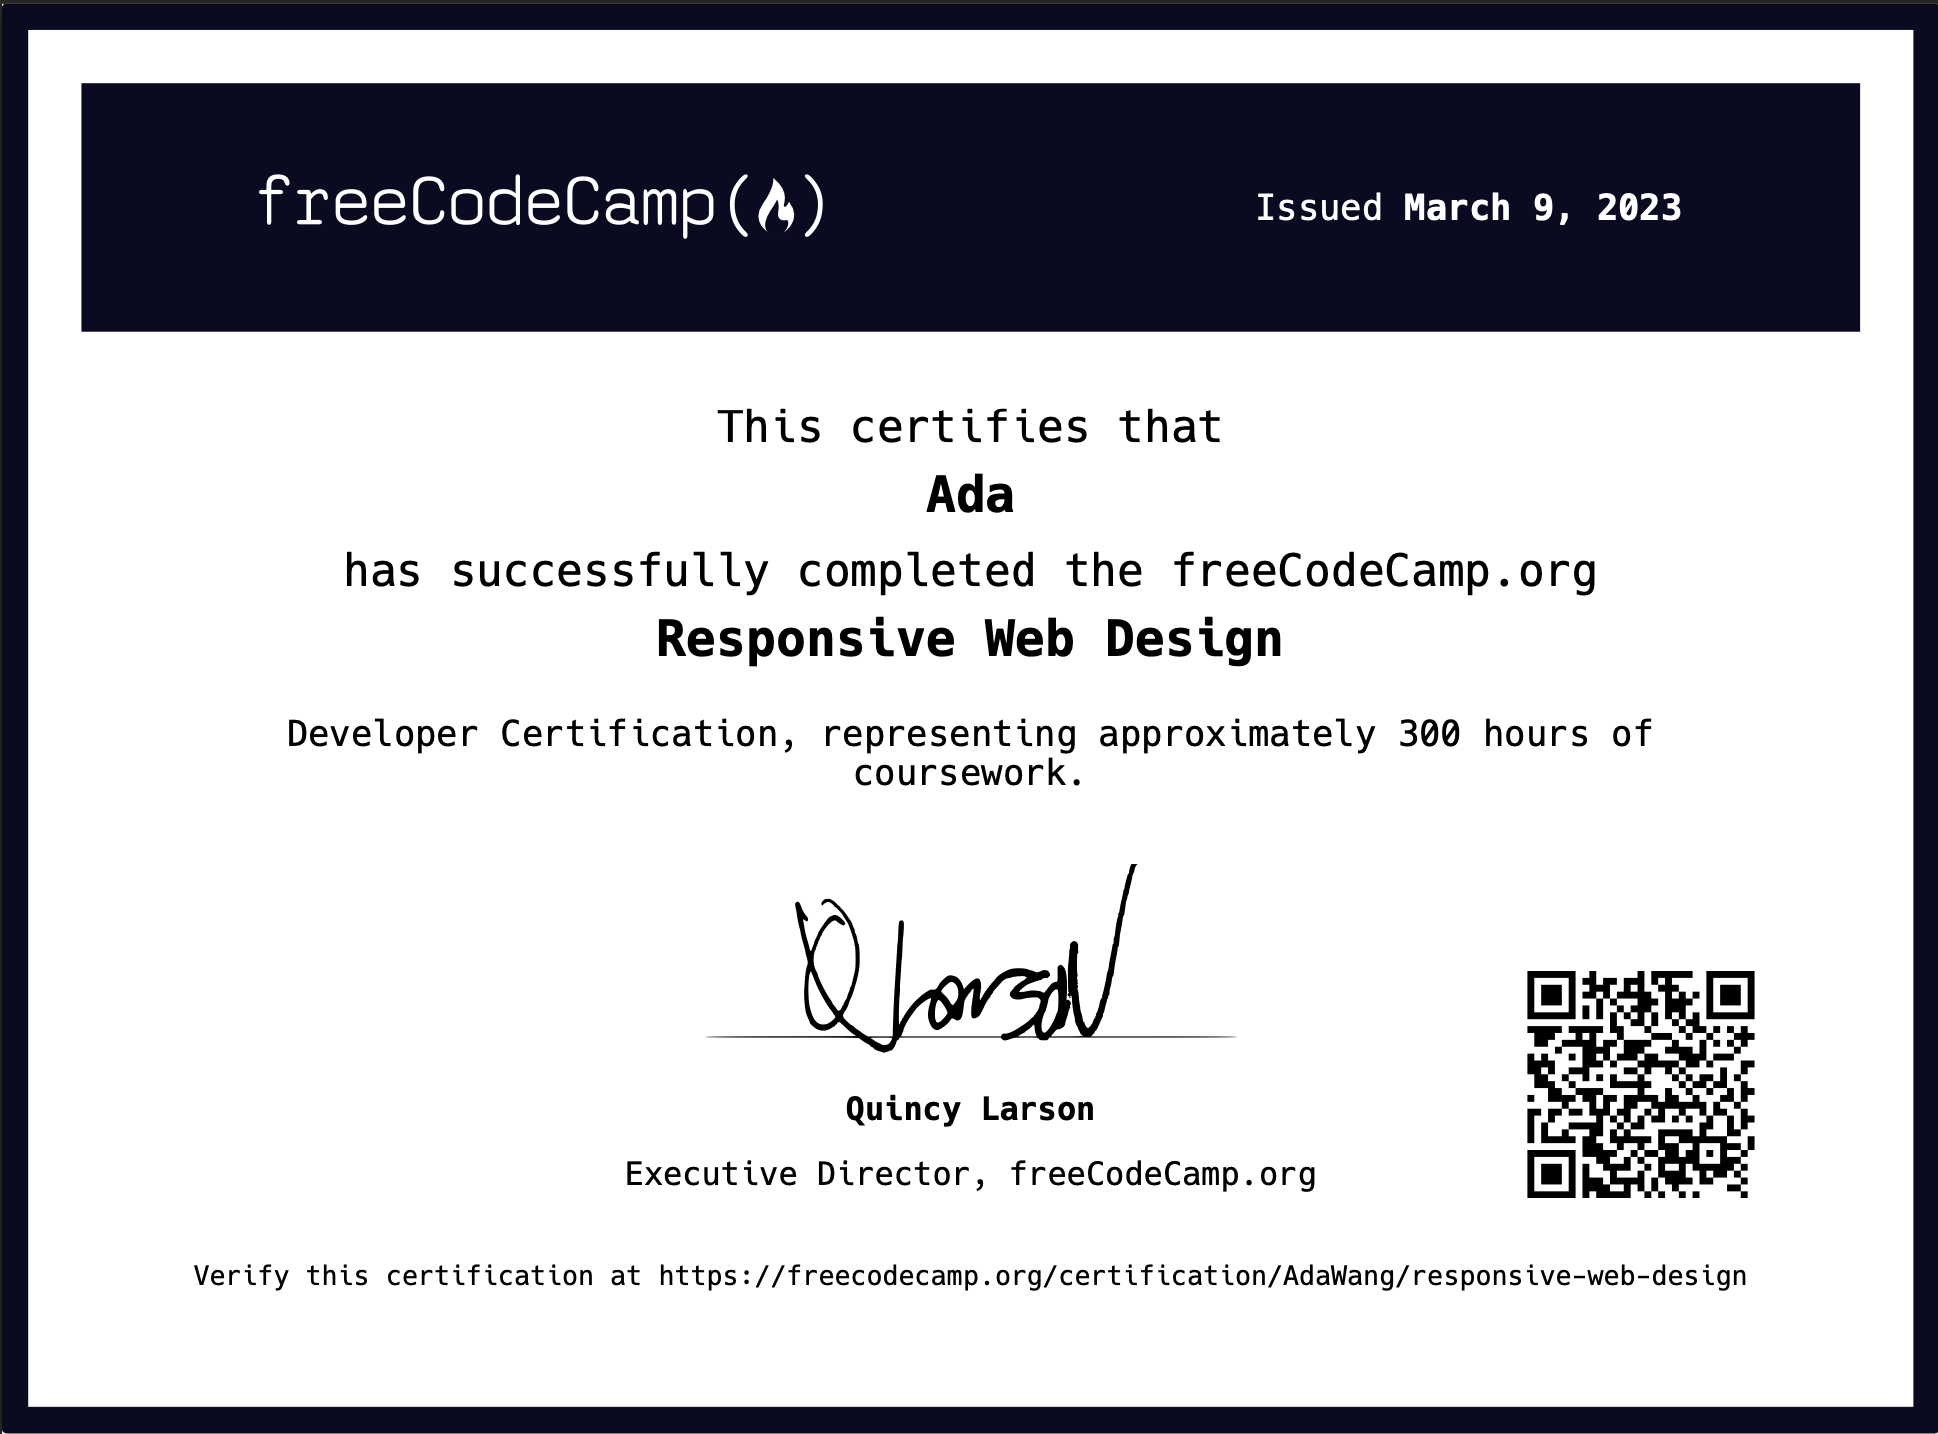 freeCodeCamp
Issued March 9, 2023
This certifies that
Ada
has successfully completed the freeCodeCamp.org
Responsive Web Design
Developer Certification, representing approximately 300 hours of
coursework.
Q Larson
Quincy Larson
Executive Director, freeCodeCamp.org
Verify this certification at https://freecodecamp.org/certification/AdaWang/responsive-web-design